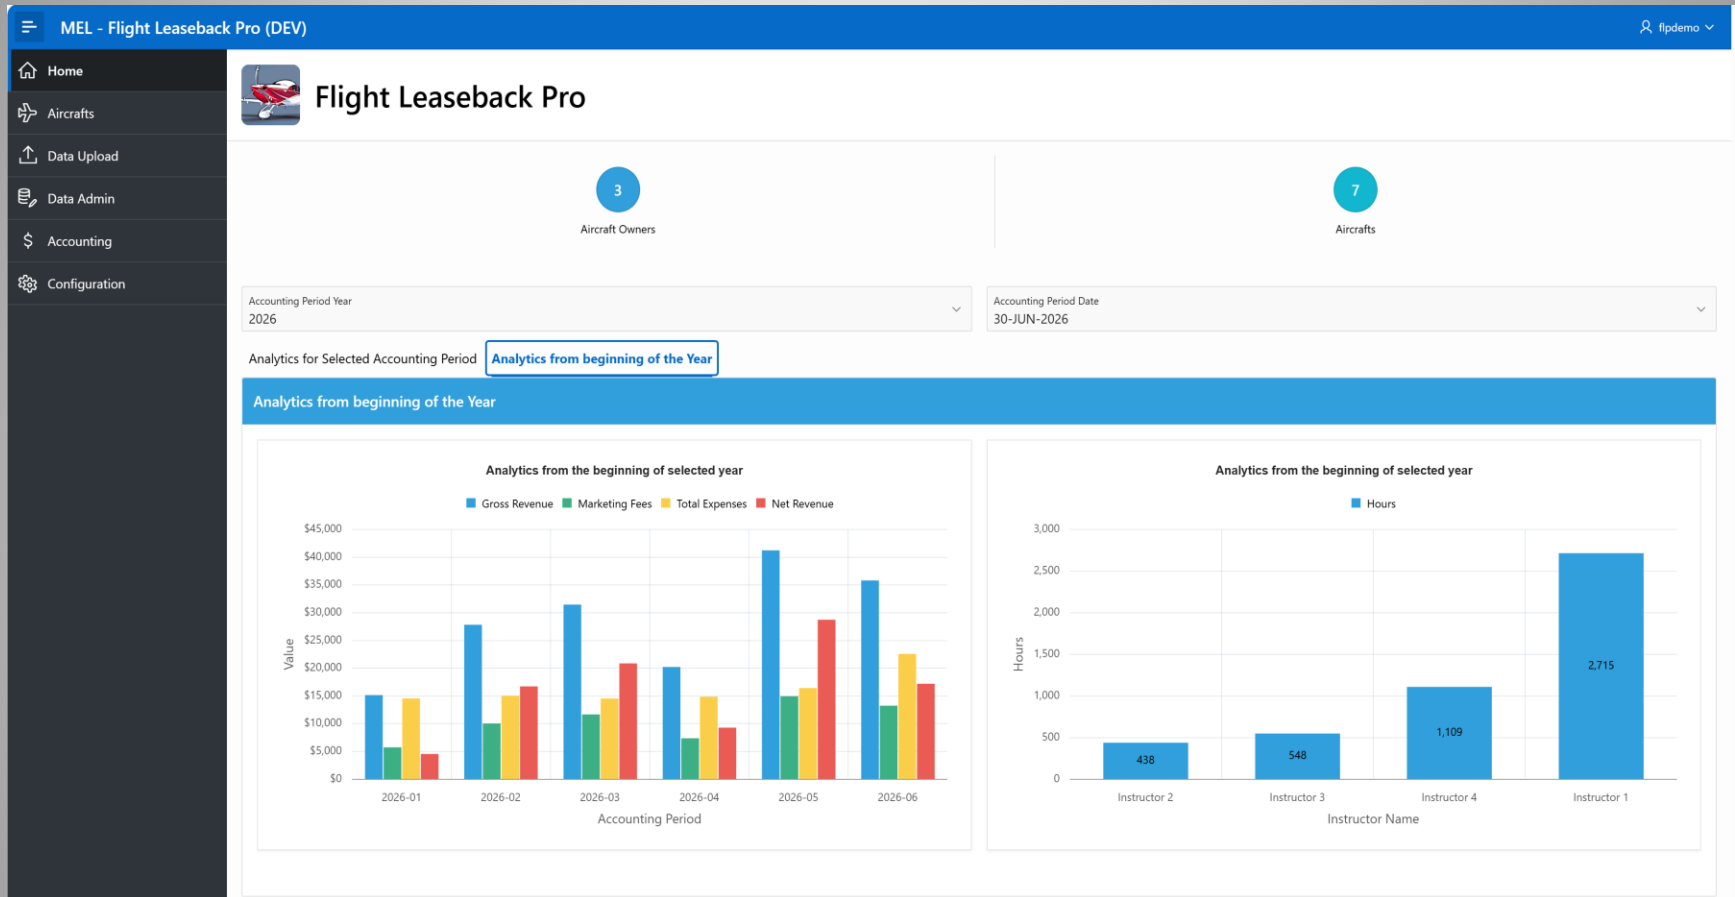 MEL - Flight Leaseback Pro (DEV)
flpdemo
Home
Aircrafts
Data Upload
Data Admin
Accounting
Configuration
Flight Leaseback Pro
3
Aircraft Owners
7
Aircrafts
Accounting Period Year
2026
Accounting Period Date
30-JUN-2026
Analytics for Selected Accounting Period
Analytics from beginning of the Year
Analytics from beginning of the Year
Analytics from the beginning of selected year
Gross Revenue Marketing Fees Total Expenses Net Revenue
$45,000
$40,000
$35,000
$30,000
$25,000
$20,000
$15,000
$10,000
$5,000
$0
Value
2026-01 2026-02 2026-03 2026-04 2026-05 2026-06
Accounting Period
Analytics from the beginning of selected year
Hours
3,000
2,500
2,000
1,500
1,000
500
0
Hours
438 548 1,109 2,715
Instructor 2 Instructor 3 Instructor 4 Instructor 1
Instructor Name